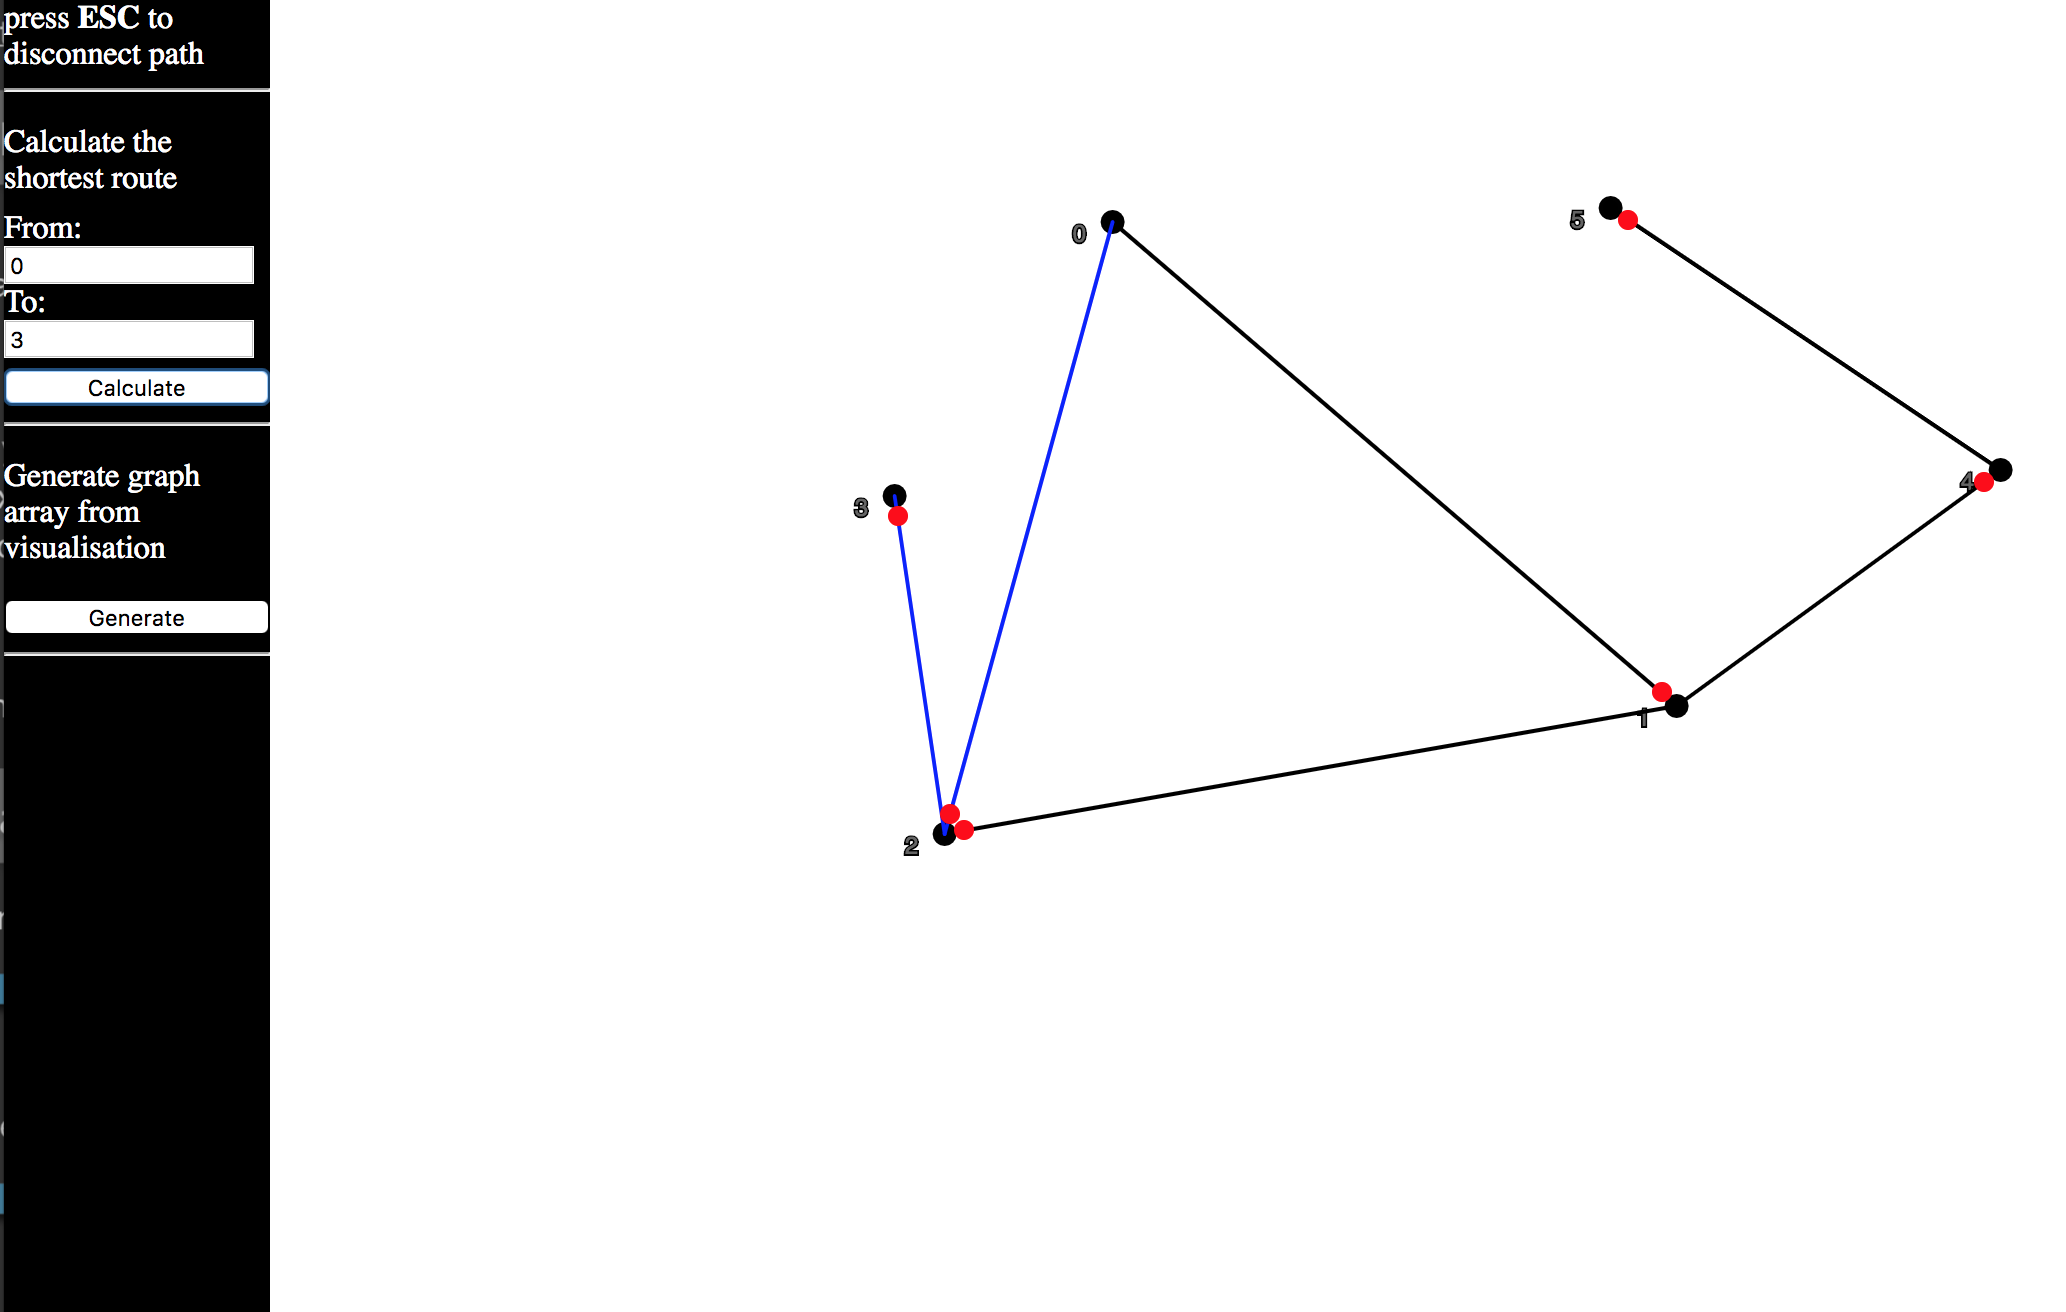 press ESC to
disconnect path
Calculate the
shortest route
From:
0
To:
3
Calculate
Generate graph
array from
visualisation
Generate
0
5
4
3
1
2